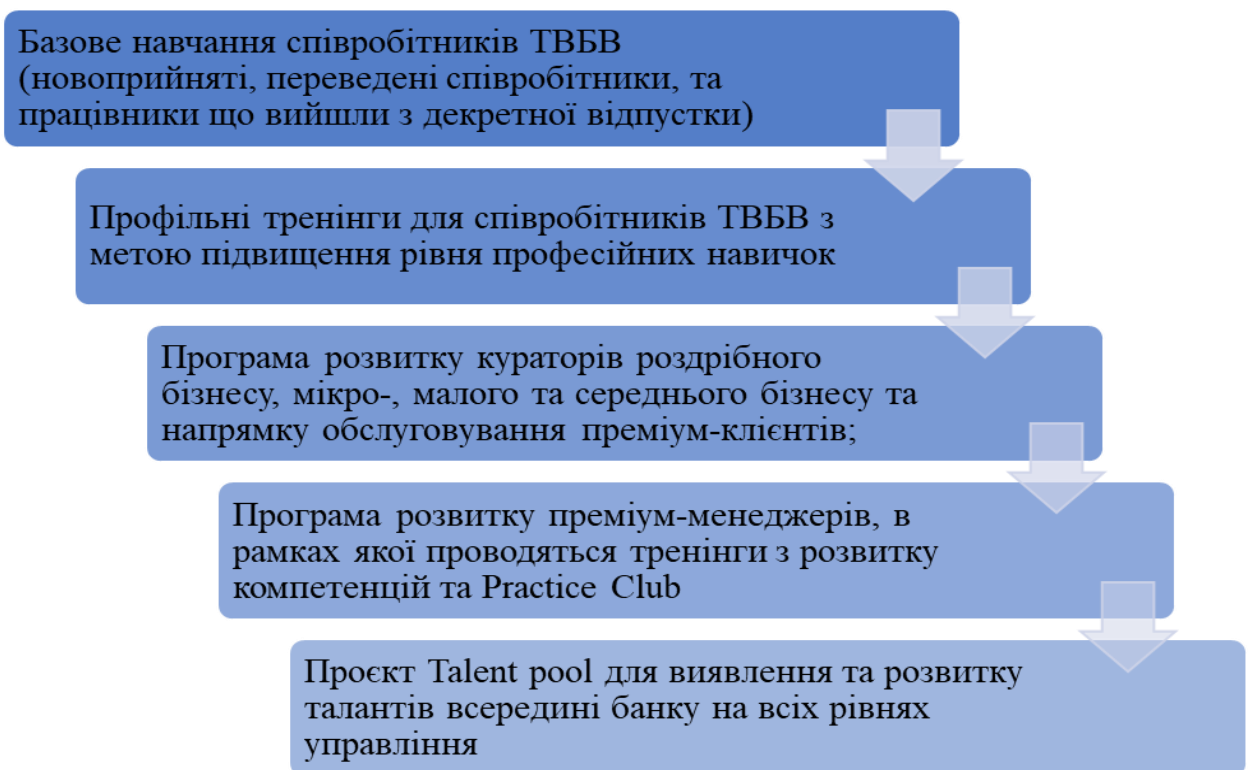 Базове навчання співробітників ТВБВ
(новоприйняті, переведені співробітники, та
працівники що вийшли з декретної відпустки)
Профільні тренінги для співробітників ТВБВ з
метою підвищення рівня професійних навичок
Програма розвитку кураторів роздрібного
бізнесу, мікро-, малого та середнього бізнесу та
напрямку обслуговування преміум-клієнтів;
Програма розвитку преміум-менеджерів, в
рамках якої проводяться тренінги з розвитку
компетенцій та Practice Club
Проєкт Talent pool для виявлення та розвитку
талантів всередині банку на всіх рівнях
управління